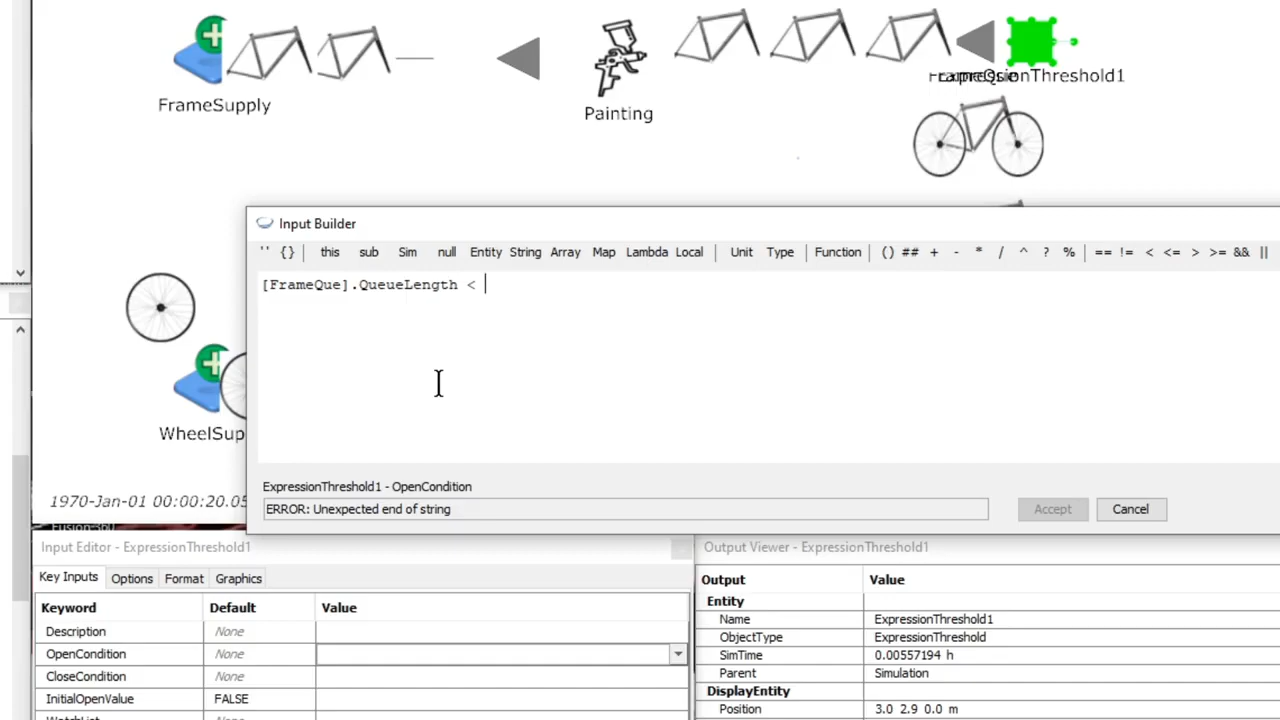 FrameSupply
Painting
ExpressionThreshold1
Input Builder
'' {} this sub Sim null Entity String Array Map Lambda Local Unit Type Function () ## + - * / ^ ? % == != < <= > >= && ||
[FrameQue].QueueLength <
WheelSup
ExpressionThreshold1 - OpenCondition
1970-Jan-01 00:00:20.05
ERROR: Unexpected end of string
Accept Cancel
Fusion 360
Input Editor - ExpressionThreshold1
Key Inputs Options Format Graphics
Keyword Default Value
Description None
OpenCondition None
CloseCondition None
InitialOpenValue FALSE
WatchList
Output Viewer - ExpressionThreshold1
Output Value
Entity
Name ExpressionThreshold1
ObjectType ExpressionThreshold
SimTime 0.00557194 h
Parent Simulation
DisplayEntity
Position 3.0 2.9 0.0 m